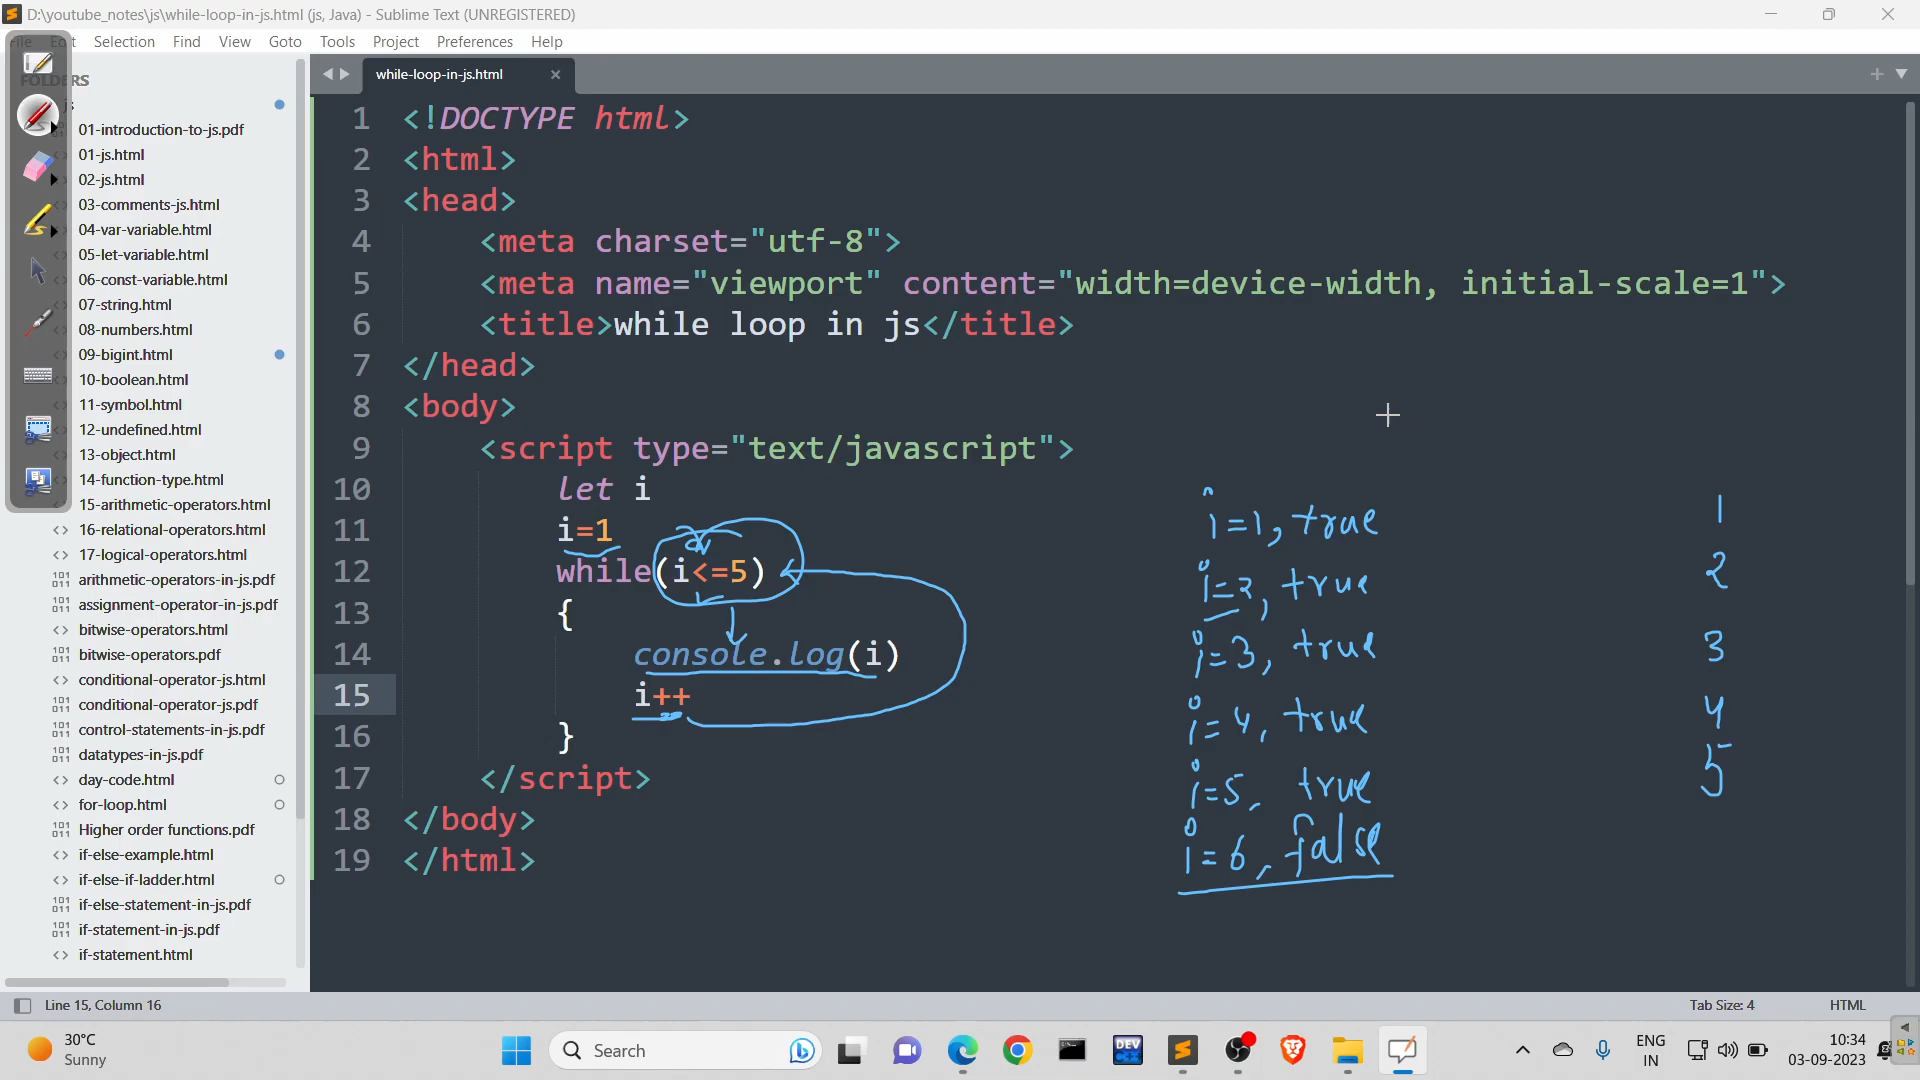 D:\youtube_notes\js\while-loop-in-js.html (js, Java) - Sublime Text (UNREGISTERED)
Selection Find View Goto Tools Project Preferences Help
FOLDERS
01-introduction-to-js.pdf
01-js.html
02-js.html
03-comments-js.html
04-var-variable.html
05-let-variable.html
06-const-variable.html
07-string.html
08-numbers.html
09-bigint.html
10-boolean.html
11-symbol.html
12-undefined.html
13-object.html
14-function-type.html
15-arithmetic-operators.html
16-relational-operators.html
17-logical-operators.html
arithmetic-operators-in-js.pdf
assignment-operator-in-js.pdf
bitwise-operators.html
bitwise-operators.pdf
conditional-operator-js.html
conditional-operator-js.pdf
control-statements-in-js.pdf
datatypes-in-js.pdf
day-code.html
for-loop.html
Higher order functions.pdf
if-else-example.html
if-else-if-ladder.html
if-else-statement-in-js.pdf
if-statement-in-js.pdf
if-statement.html
while-loop-in-js.html
1 <!DOCTYPE html>
2 <html>
3 <head>
4 <meta charset="utf-8">
5 <meta name="viewport" content="width=device-width, initial-scale=1">
6 <title>while loop in js</title>
7 </head>
8 <body>
9 <script type="text/javascript">
10 let i
11 i=1
12 while(i<=5)
13 {
14 console.log(i)
15 i++
16 }
17 </script>
18 </body>
19 </html>
i=1, true
i=2, true
i=3, true
i=4, true
i=5, true
i=6, false
1
2
3
4
5
Line 15, Column 16
Tab Size: 4 HTML
30°C
Sunny
Search
DEV
ENG
IN
10:34
03-09-2023